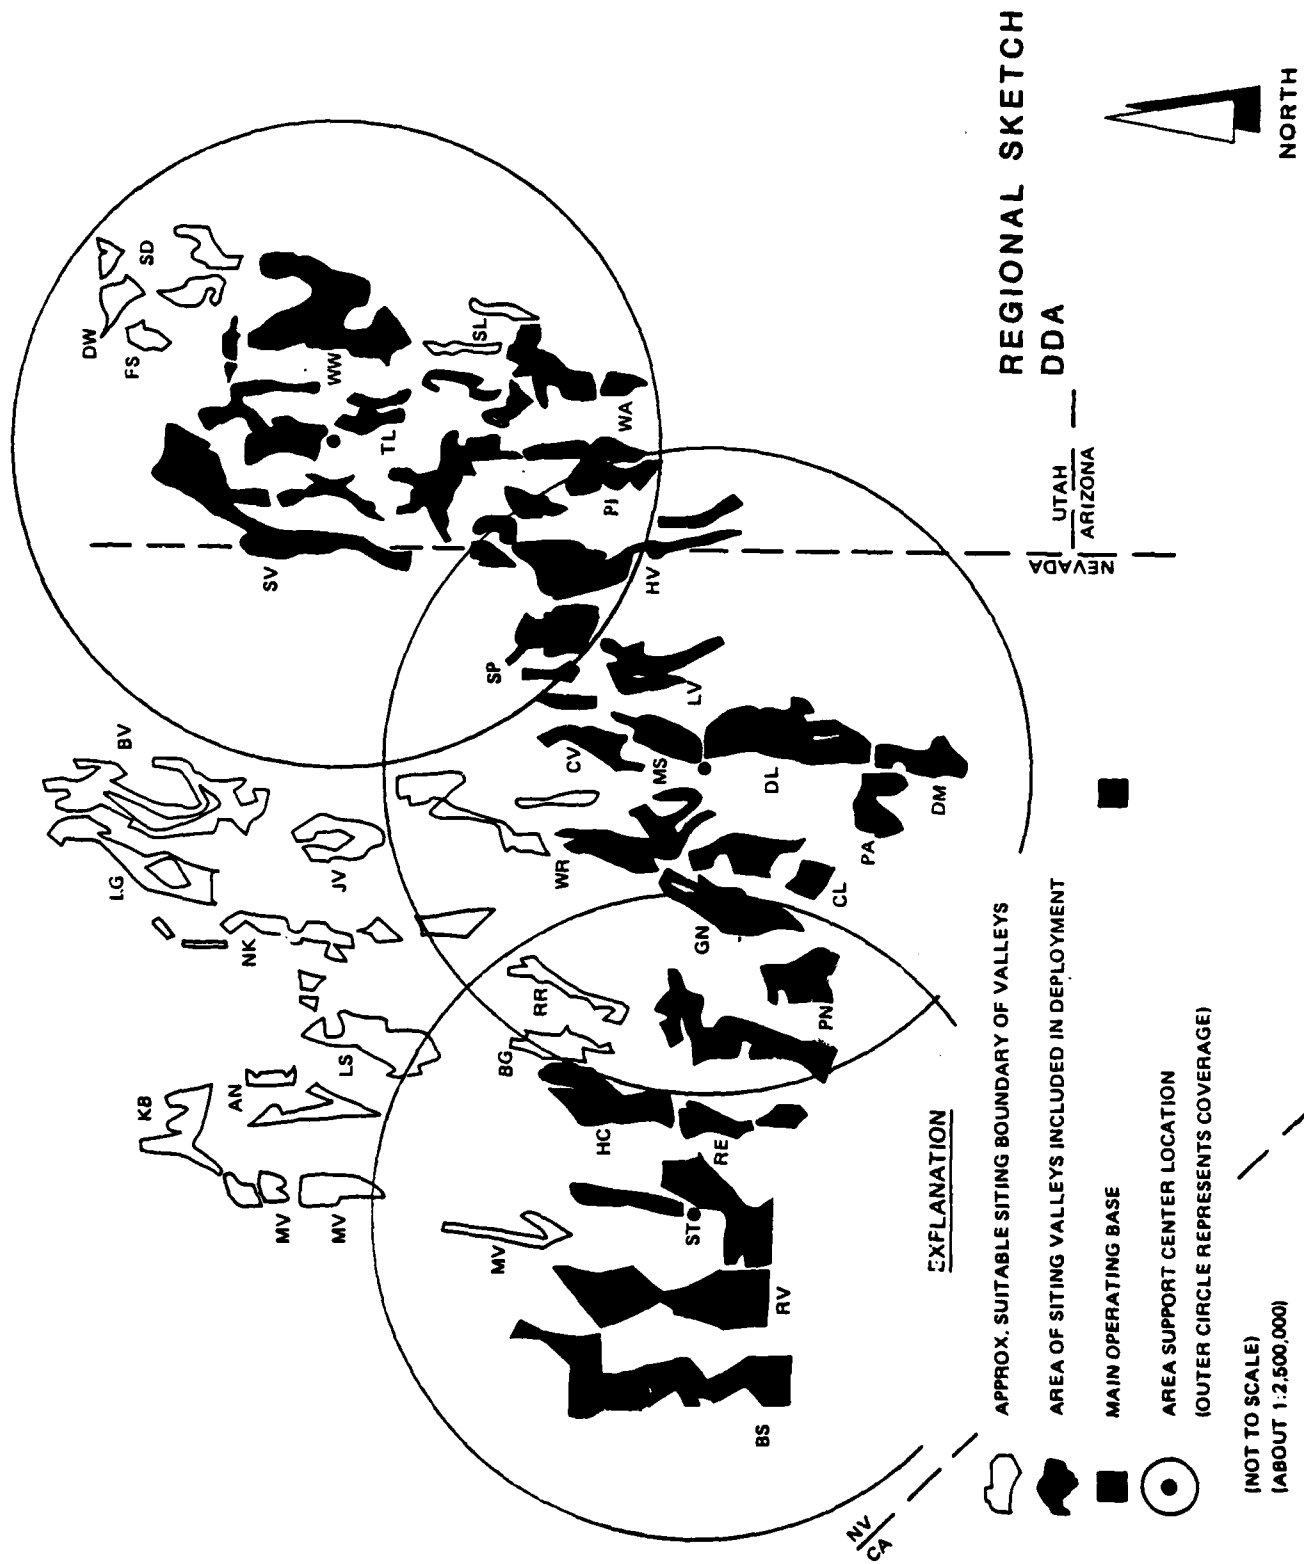 REGIONAL SKETCH
DDA
NORTH
DW
SD
FS
BV
LG
KB
SV
WW
NK
AN
JV
TL
MV
MV
LS
SL
SP
WA
MV
BG
RR
WR
CV
PJ
HC
MS
HV
LV
GN
ST
RE
DL
RV
PN
CL
PA
BS
DM
NEVADA
UTAH
ARIZONA
NV
CA
EXFLANATION
APPROX. SUITABLE SITING BOUNDARY OF VALLEYS
AREA OF SITING VALLEYS INCLUDED IN DEPLOYMENT
MAIN OPERATING BASE
AREA SUPPORT CENTER LOCATION
(OUTER CIRCLE REPRESENTS COVERAGE)
(NOT TO SCALE)
(ABOUT 1:2,500,000)